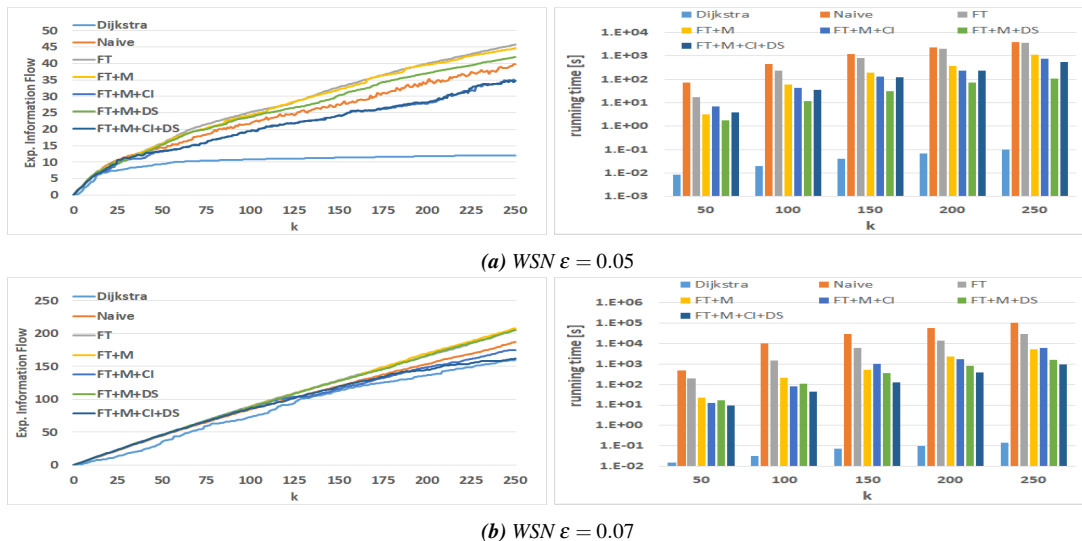 Dijkstra
Naive
FT
FT+M
FT+M+CI
FT+M+DS
FT+M+CI+DS
Exp. Information Flow
50
45
40
35
30
25
20
15
10
5
0
0 25 50 75 100 125 150 175 200 225 250
k
Dijkstra Naive FT
FT+M FT+M+CI FT+M+DS
FT+M+CI+DS
running time [s]
1.E+04
1.E+03
1.E+02
1.E+01
1.E+00
1.E-01
1.E-02
1.E-03
50 100 150 200 250
k
(a) WSN ε = 0.05
Dijkstra
Naive
FT
FT+M
FT+M+CI
FT+M+DS
FT+M+CI+DS
Exp. Information Flow
250
200
150
100
50
0
0 25 50 75 100 125 150 175 200 225 250
k
Dijkstra Naive FT
FT+M FT+M+CI FT+M+DS
FT+M+CI+DS
running time [s]
1.E+06
1.E+05
1.E+04
1.E+03
1.E+02
1.E+01
1.E+00
1.E-01
1.E-02
50 100 150 200 250
k
(b) WSN ε = 0.07